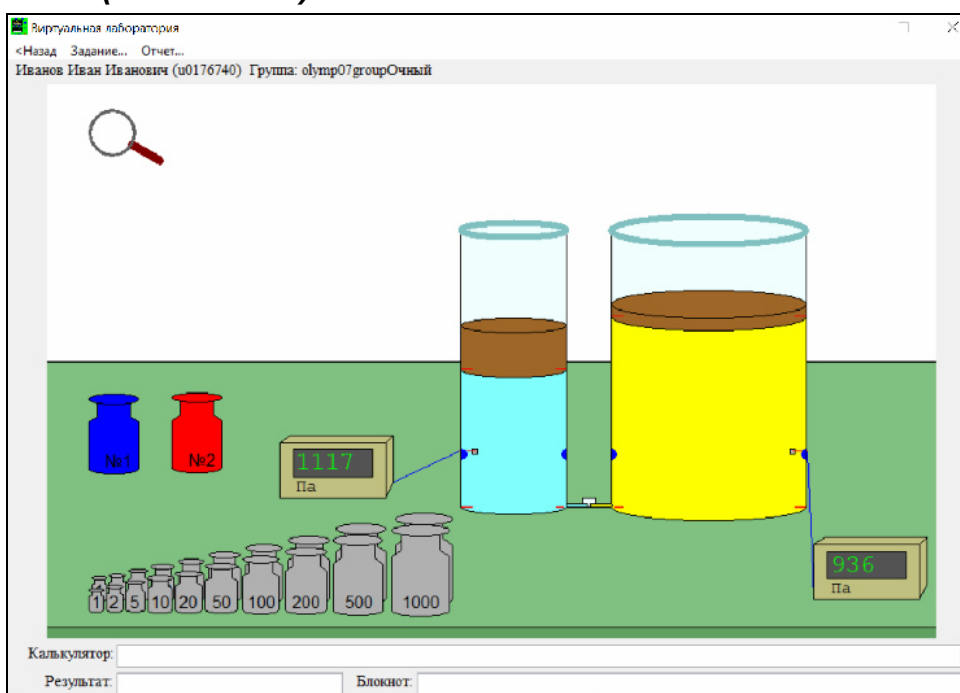 Виртуальная лаборатория
<Назад Задание... Отчет...
Иванов Иван Иванович (u0176740) Группа: olymp07groupОчный
№1 №2
1117
Па
936
Па
1 2 5 10 20 50 100 200 500 1000
Калькулятор:
Результат: Блокнот: